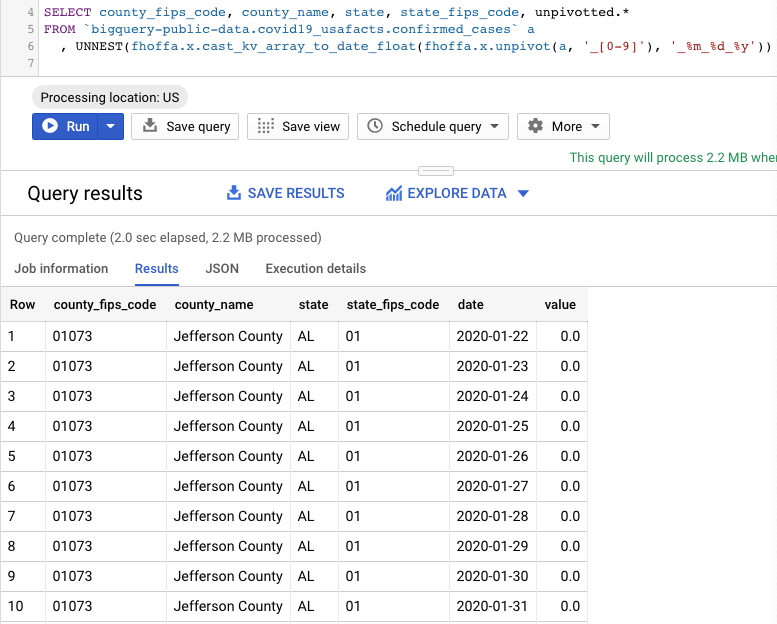 4 SELECT county_fips_code, county_name, state, state_fips_code, unpivotted.*
5 FROM `bigquery-public-data.covid19_usafacts.confirmed_cases` a
6 , UNNEST(fhoffa.x.cast_kv_array_to_date_float(fhoffa.x.unpivot(a, '_[0-9]'), '_%m_%d_%y'))
7
Processing location: US
Run Save query Save view Schedule query More
This query will process 2.2 MB when
Query results SAVE RESULTS EXPLORE DATA
Query complete (2.0 sec elapsed, 2.2 MB processed)
Job information Results JSON Execution details
Row county_fips_code county_name state state_fips_code date value
1 01073 Jefferson County AL 01 2020-01-22 0.0
2 01073 Jefferson County AL 01 2020-01-23 0.0
3 01073 Jefferson County AL 01 2020-01-24 0.0
4 01073 Jefferson County AL 01 2020-01-25 0.0
5 01073 Jefferson County AL 01 2020-01-26 0.0
6 01073 Jefferson County AL 01 2020-01-27 0.0
7 01073 Jefferson County AL 01 2020-01-28 0.0
8 01073 Jefferson County AL 01 2020-01-29 0.0
9 01073 Jefferson County AL 01 2020-01-30 0.0
10 01073 Jefferson County AL 01 2020-01-31 0.0